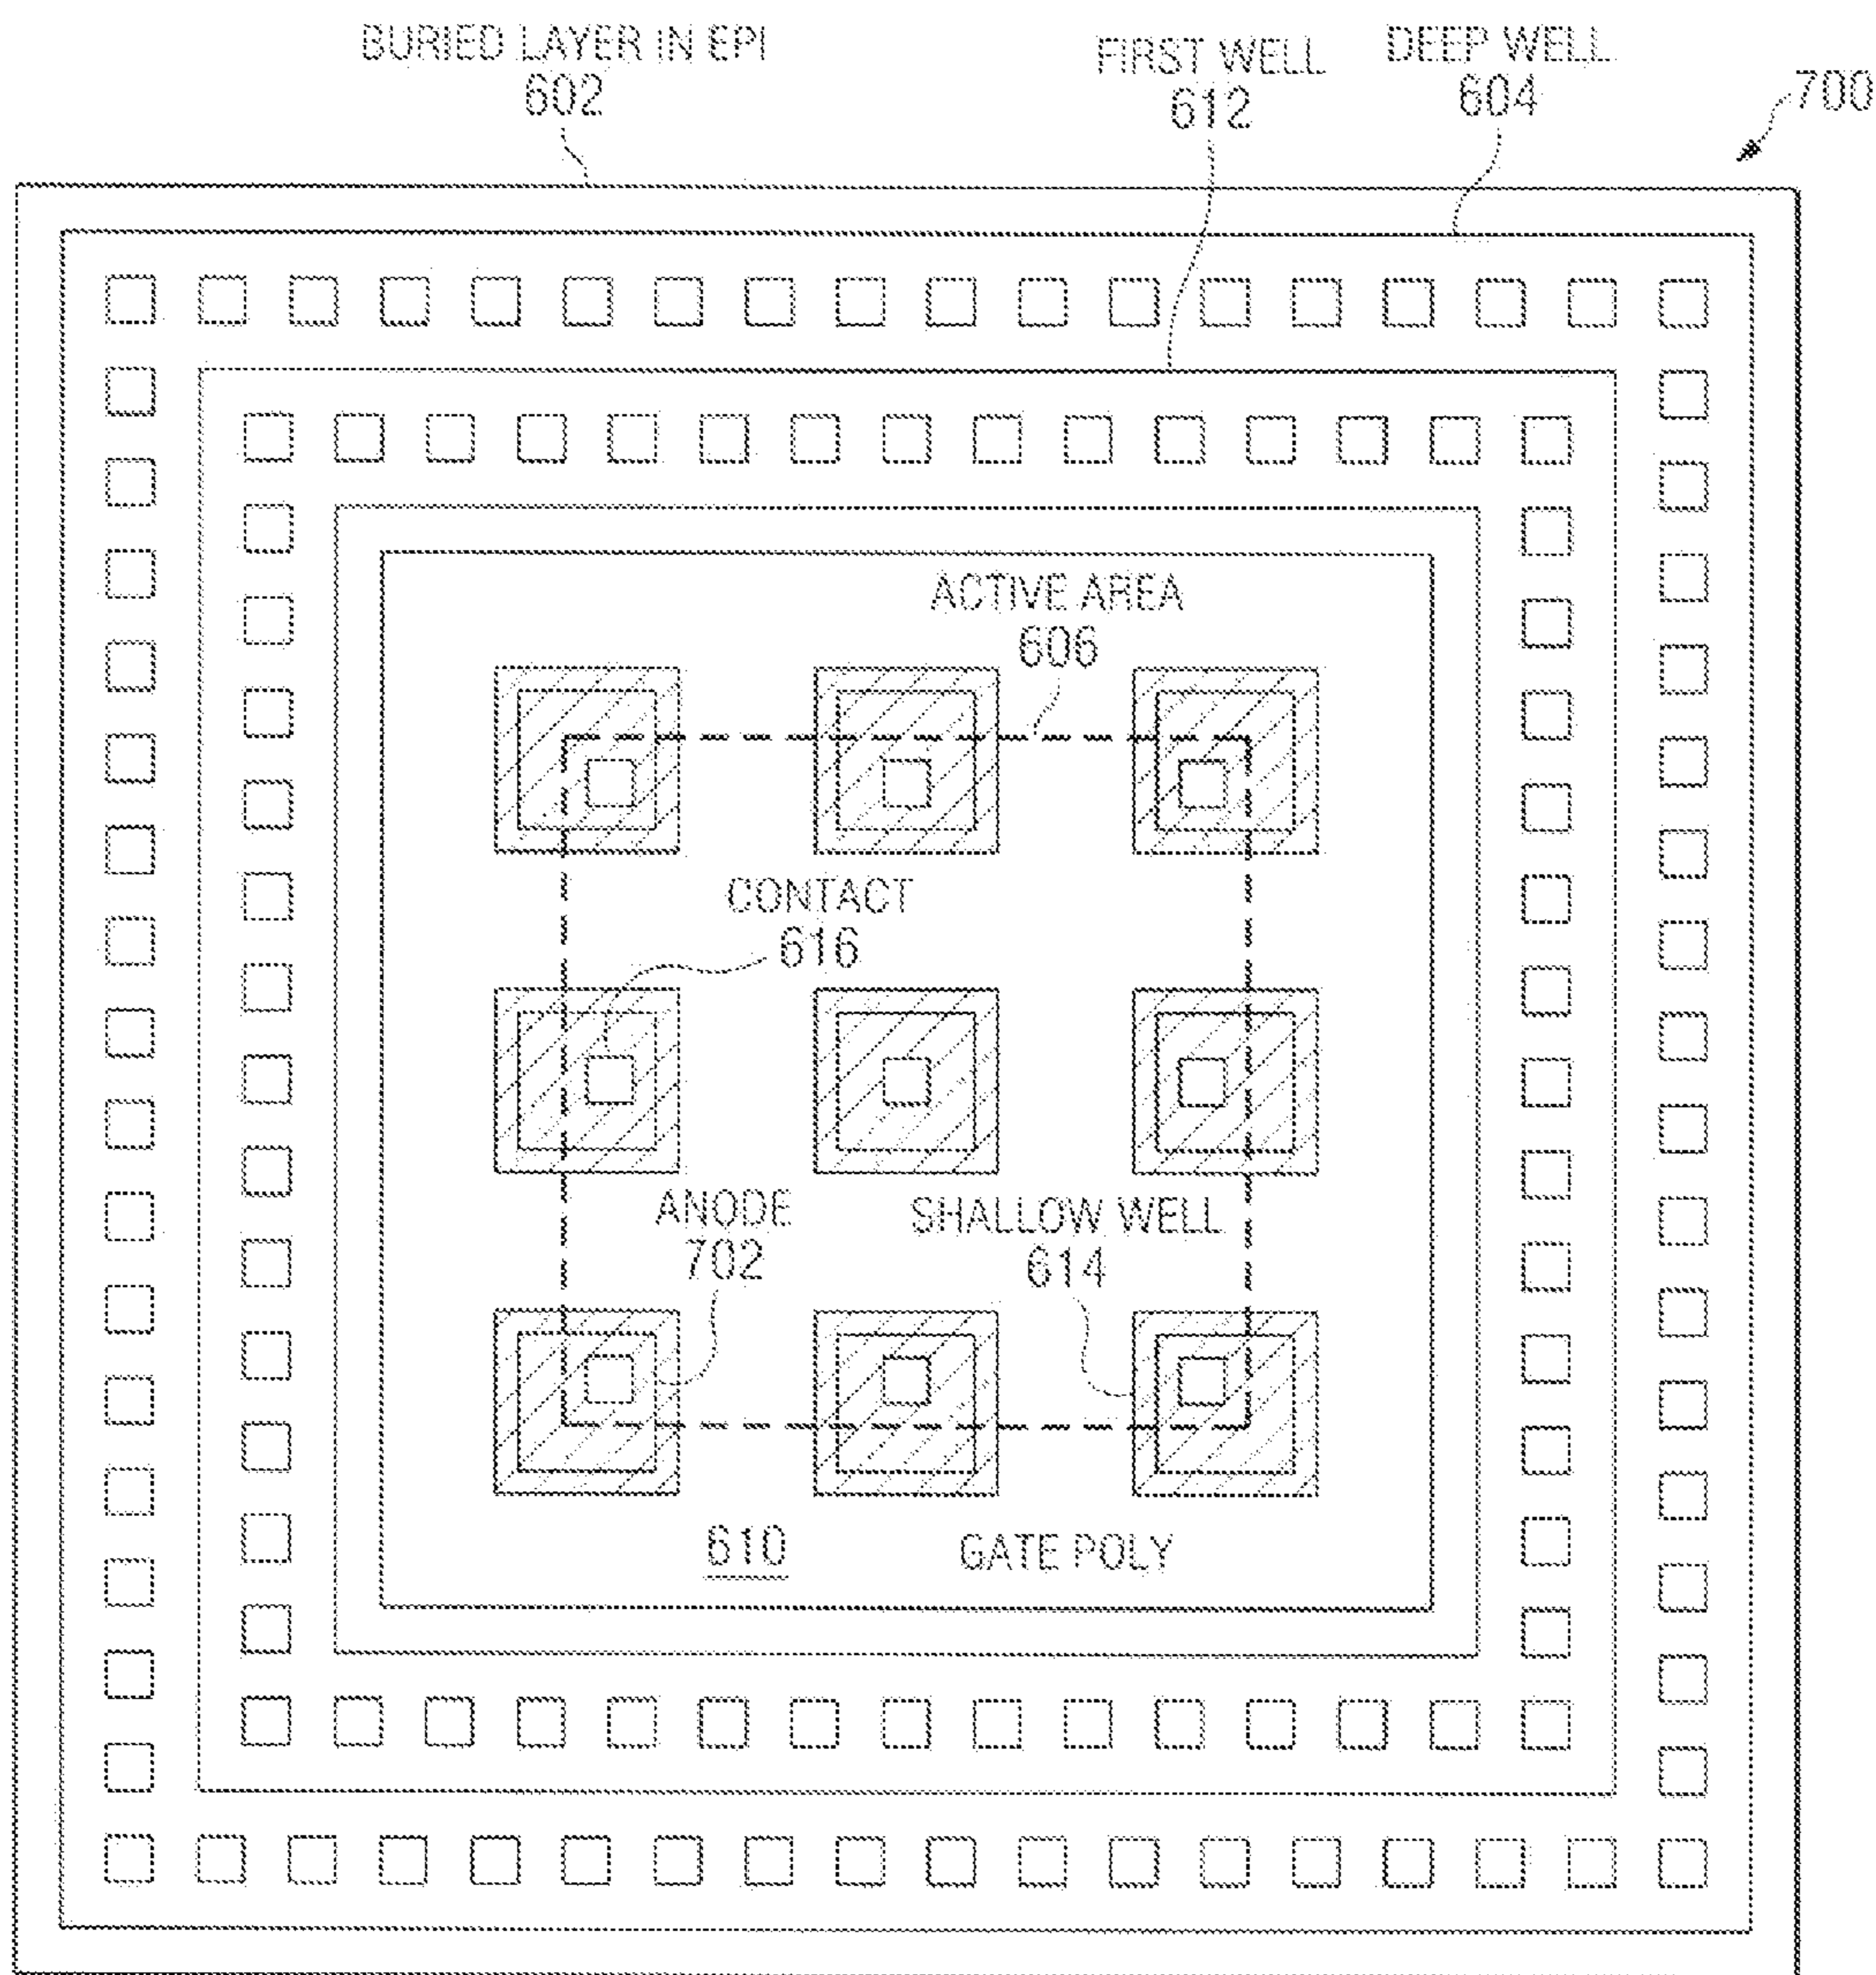 BURIED LAYER IN EPI
602
FIRST WELL
612
DEEP WELL
604
700
ACTIVE AREA
606
CONTACT
616
ANODE
702
SHALLOW WELL
614
610
GATE POLY